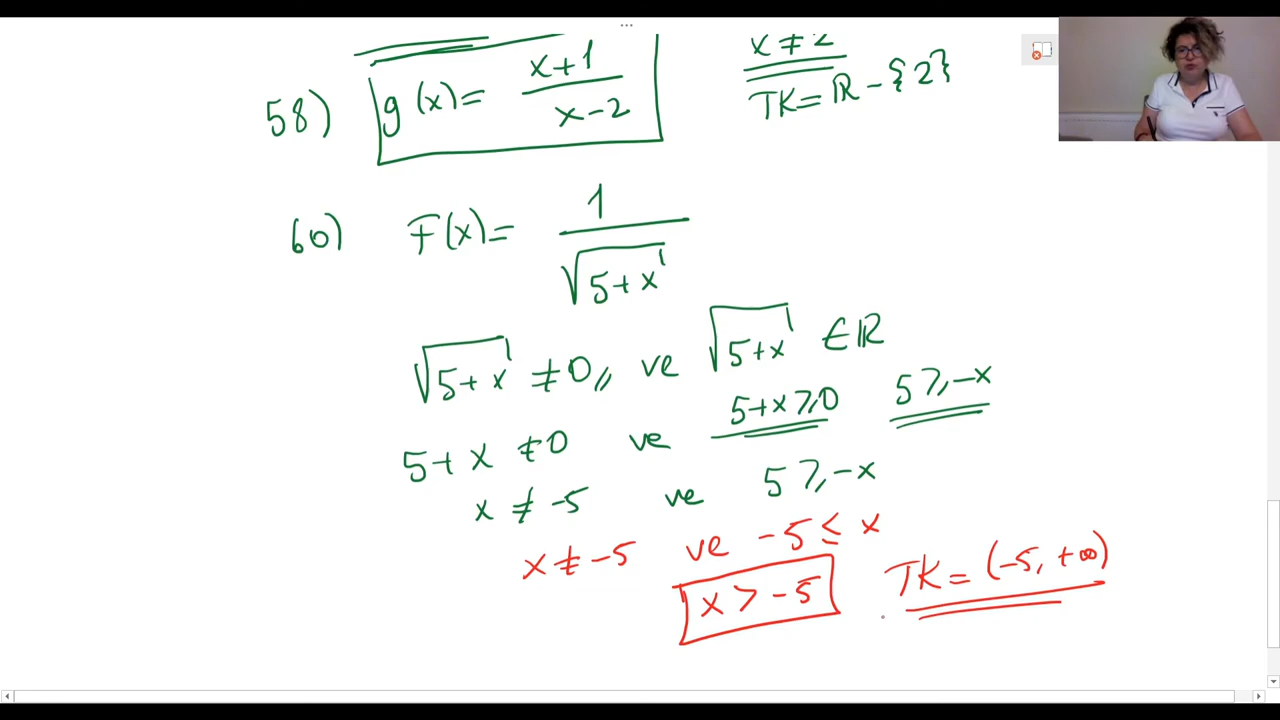 58) g(x)= x+1 / x-2
x ≠ 2
TK= ℝ - {2}
60) F(x)= 1 / √5+x
√5+x ≠0,, ve √5+x ∈ℝ
5+x ⩾0 5 ⩾ -x
5+ x ≠0 ve
x ≠ -5 ve 5 ⩾ -x
x ≠ -5 ve -5 ≤ x
x > -5 TK = (-5, +∞)